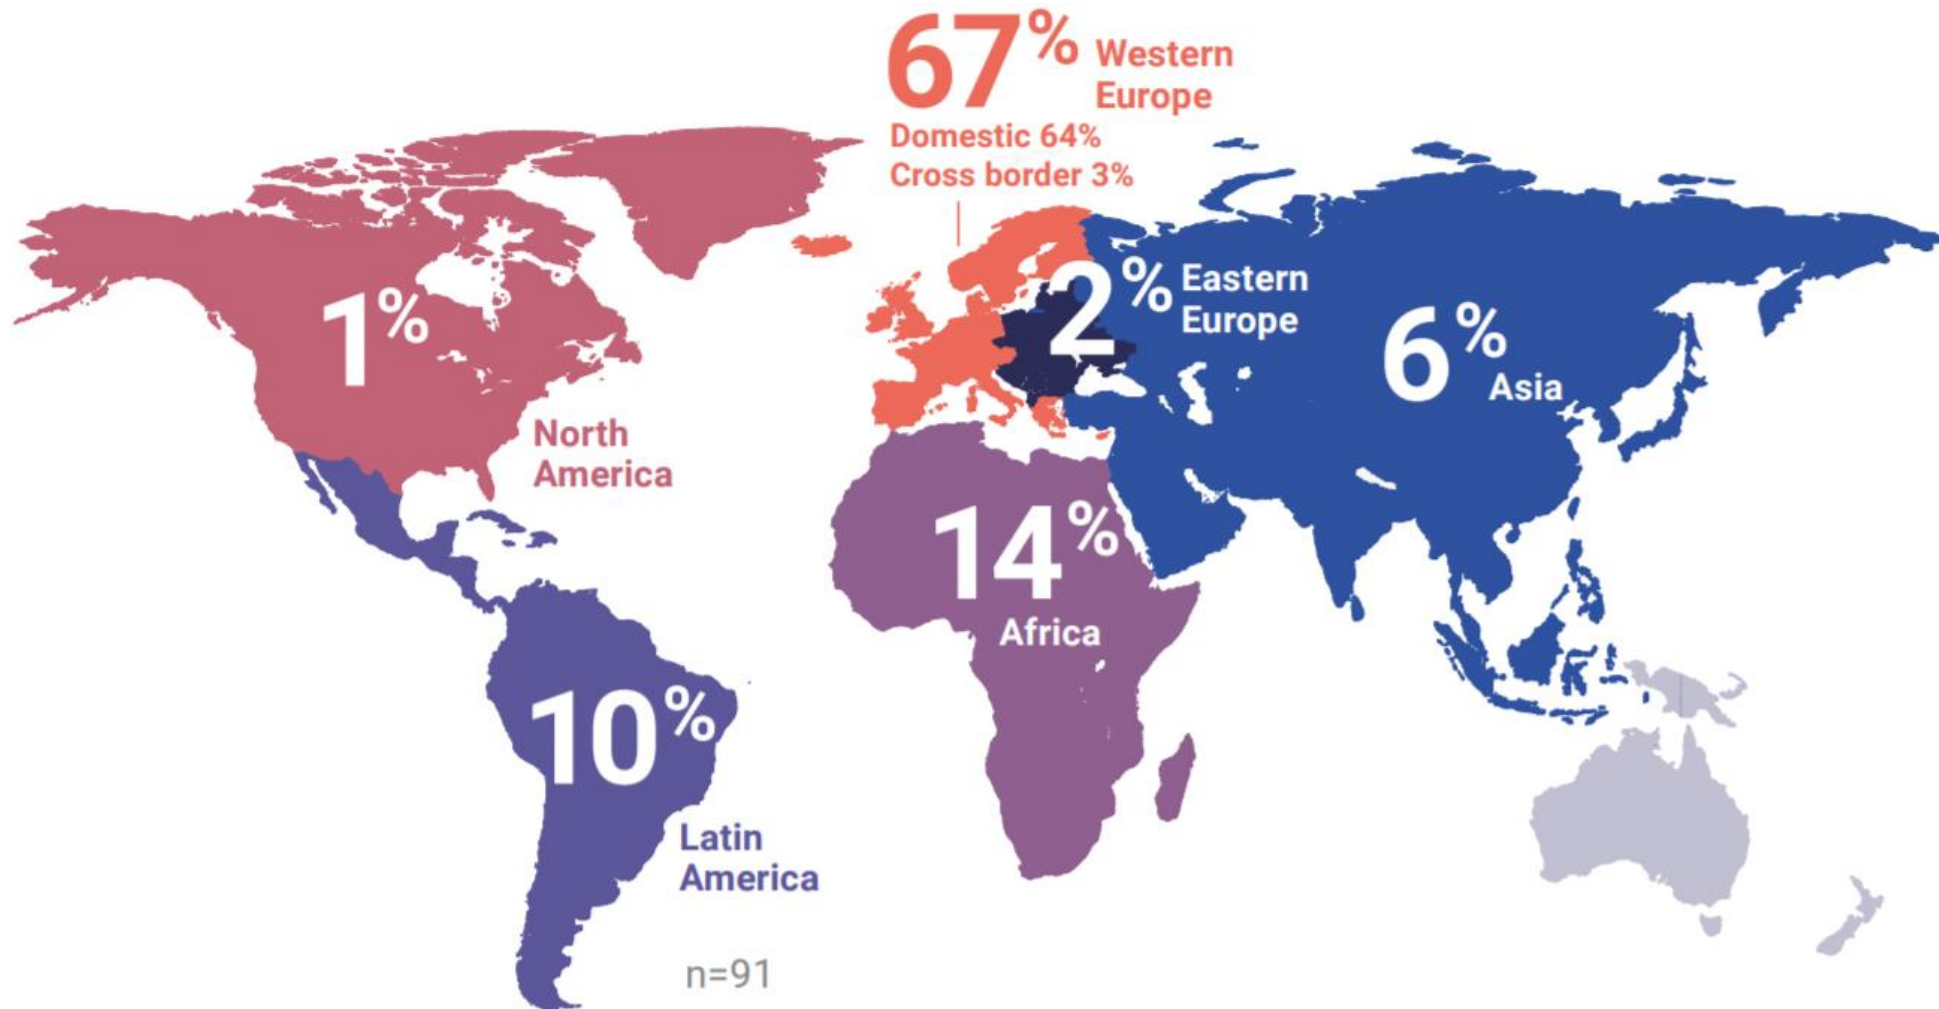 67% Western
Europe
Domestic 64%
Cross border 3%
1%
North
America
2% Eastern
Europe
6%
Asia
14%
Africa
10%
Latin
America
n=91